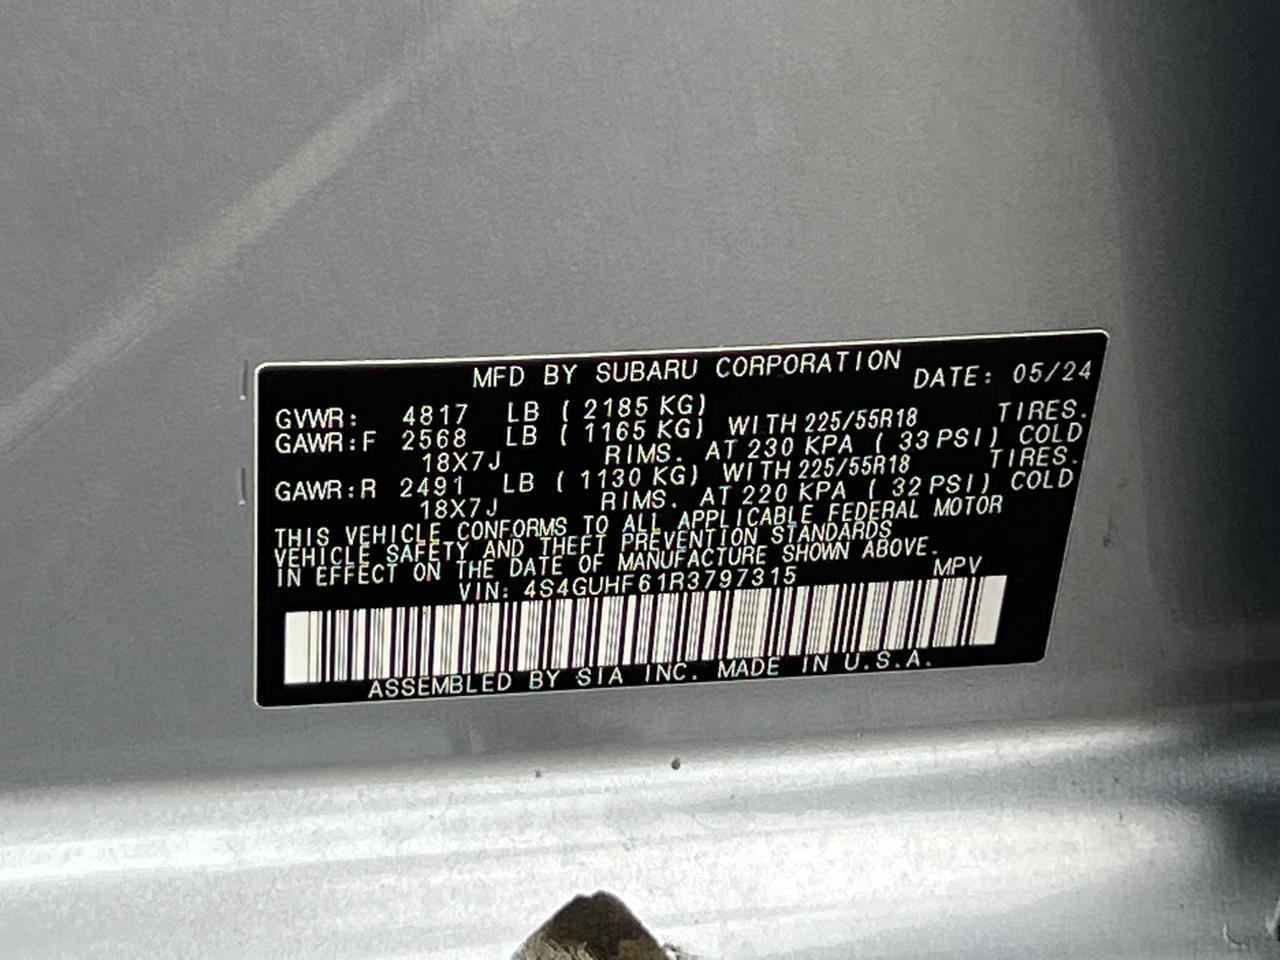 MFD BY SUBARU CORPORATION DATE: 05/24
GVWR: 4817 LB ( 2185 KG)
GAWR:F 2568 LB ( 1165 KG) WITH 225/55R18 TIRES.
18X7J RIMS. AT 230 KPA ( 33 PSI) COLD
GAWR:R 2491 LB ( 1130 KG) WITH 225/55R18 TIRES.
18X7J RIMS. AT 220 KPA ( 32 PSI) COLD
THIS VEHICLE CONFORMS TO ALL APPLICABLE FEDERAL MOTOR
VEHICLE SAFETY AND THEFT PREVENTION STANDARDS
IN EFFECT ON THE DATE OF MANUFACTURE SHOWN ABOVE.
VIN: 4S4GUHF61R3797315 MPV
ASSEMBLED BY SIA INC. MADE IN U.S.A.